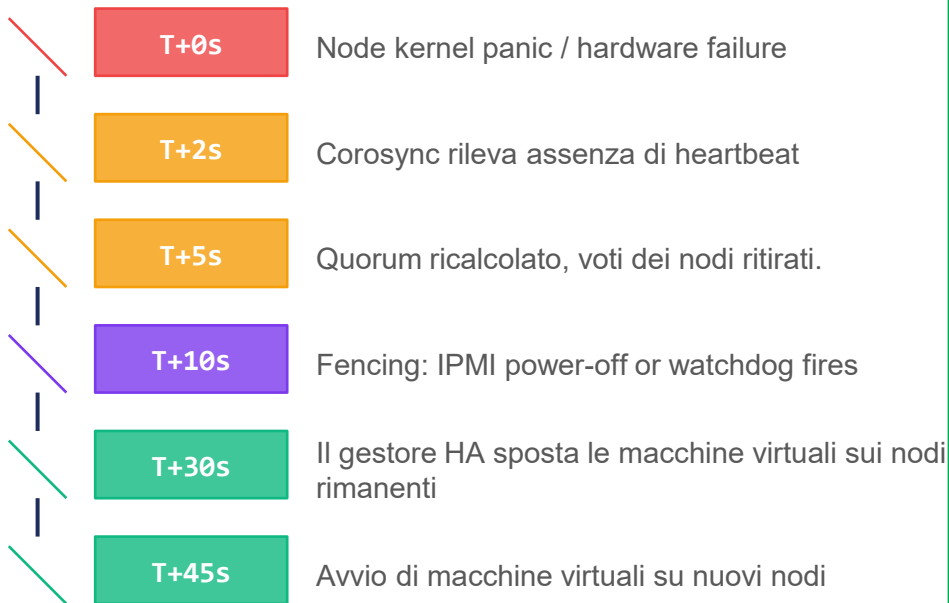 T+0s
Node kernel panic / hardware failure
T+2s
Corosync rileva assenza di heartbeat
T+5s
Quorum ricalcolato, voti dei nodi ritirati.
T+10s
Fencing: IPMI power-off or watchdog fires
T+30s
Il gestore HA sposta le macchine virtuali sui nodi
rimanenti
T+45s
Avvio di macchine virtuali su nuovi nodi